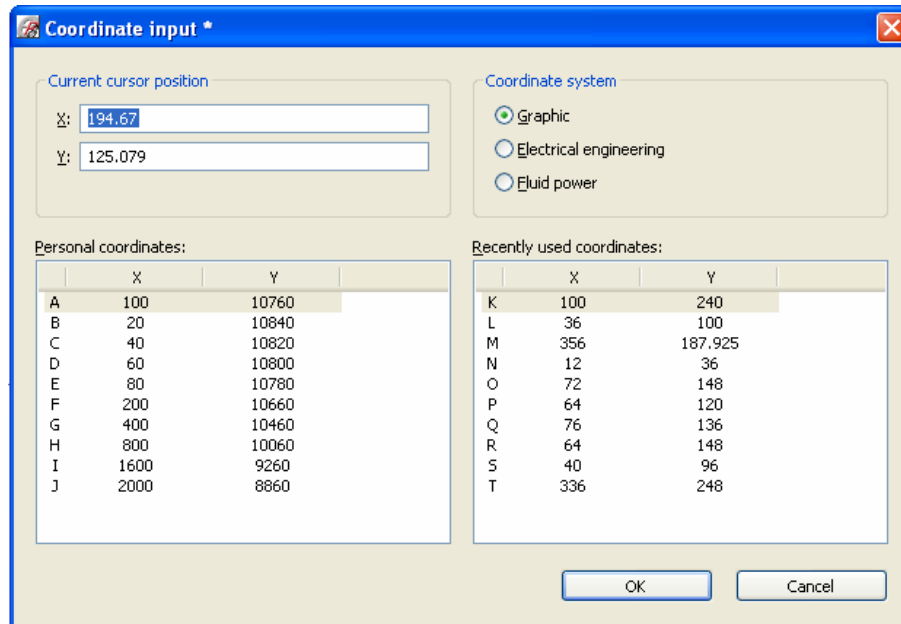 Coordinate input *
Current cursor position
X: 194.67
Y: 125.079
Coordinate system
Graphic
Electrical engineering
Fluid power
Personal coordinates:
X Y
A 100 10760
B 20 10840
C 40 10820
D 60 10800
E 80 10780
F 200 10660
G 400 10460
H 800 10060
I 1600 9260
J 2000 8860
Recently used coordinates:
X Y
K 100 240
L 36 100
M 356 187.925
N 12 36
O 72 148
P 64 120
Q 76 136
R 64 148
S 40 96
T 336 248
OK Cancel